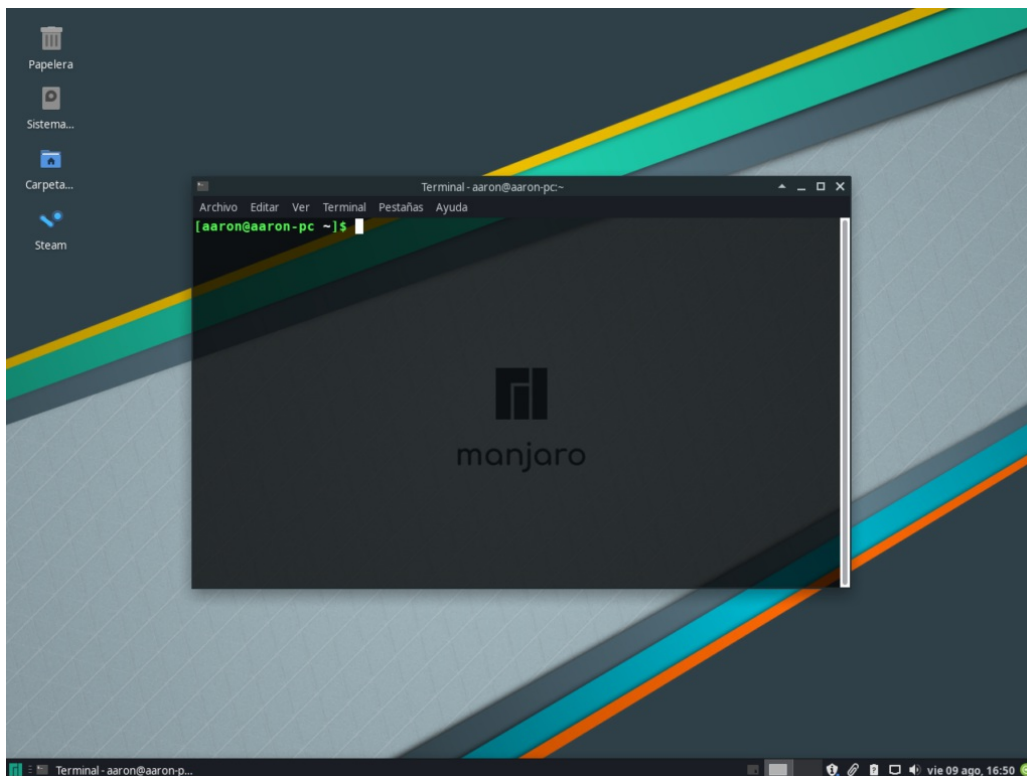 Papelera
Sistema...
Carpeta...
Steam
Terminal - aaron@aaron-pc:~
Archivo Editar Ver Terminal Pestañas Ayuda
[aaron@aaron-pc ~]$
manjaro
Terminal - aaron@aaron-p...
vie 09 ago, 16:50